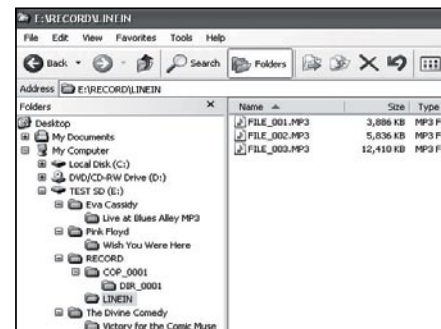 E:\RECORD\LINEIN
File Edit View Favorites Tools Help
Back Search Folders
Address E:\RECORD\LINEIN
Folders x
Desktop
My Documents
My Computer
Local Disk (C:)
DVD/CD-RW Drive (D:)
TEST SD (E:)
Eva Cassidy
Live at Blues Alley MP3
Pink Floyd
Wish You Were Here
RECORD
COP_0001
DIR_0001
LINEIN
The Divine Comedy
Victory for the Comic Muse
Name Size Type
FILE_001.MP3 3,886 KB MP3 F
FILE_002.MP3 5,836 KB MP3 F
FILE_003.MP3 12,410 KB MP3 F